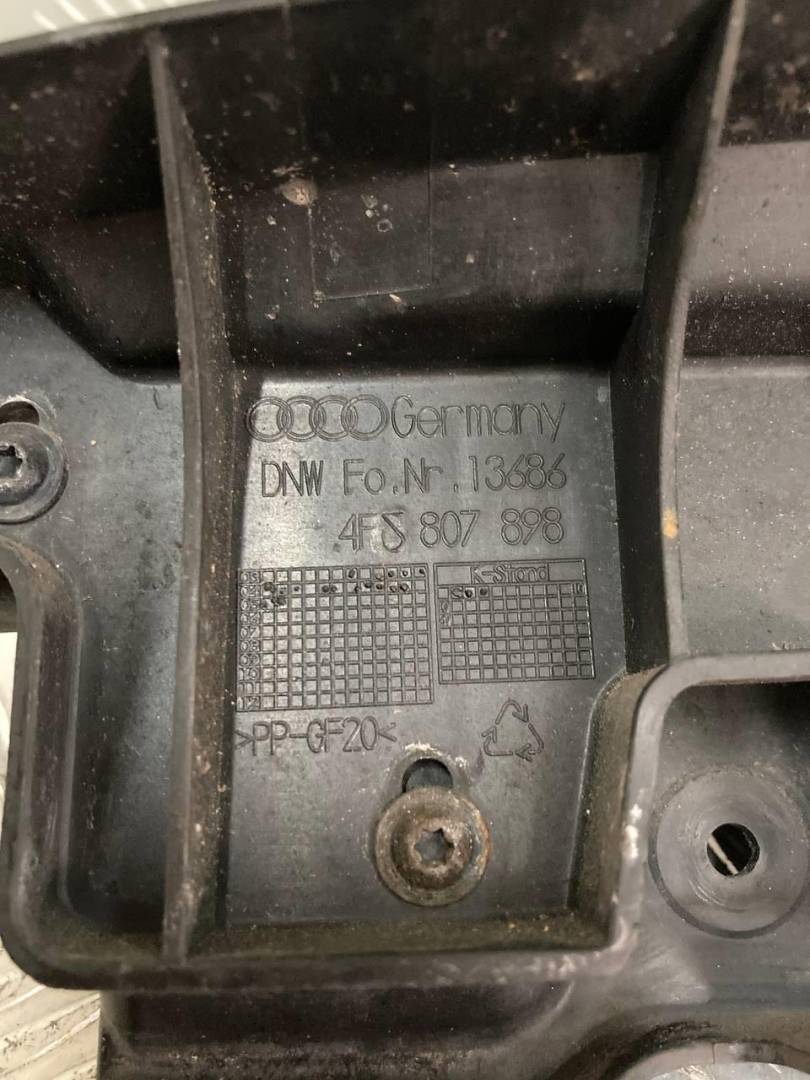 Germany
DNW Fo.Nr.13686
4F5 807 898
K-Stand
>PP-GF20<